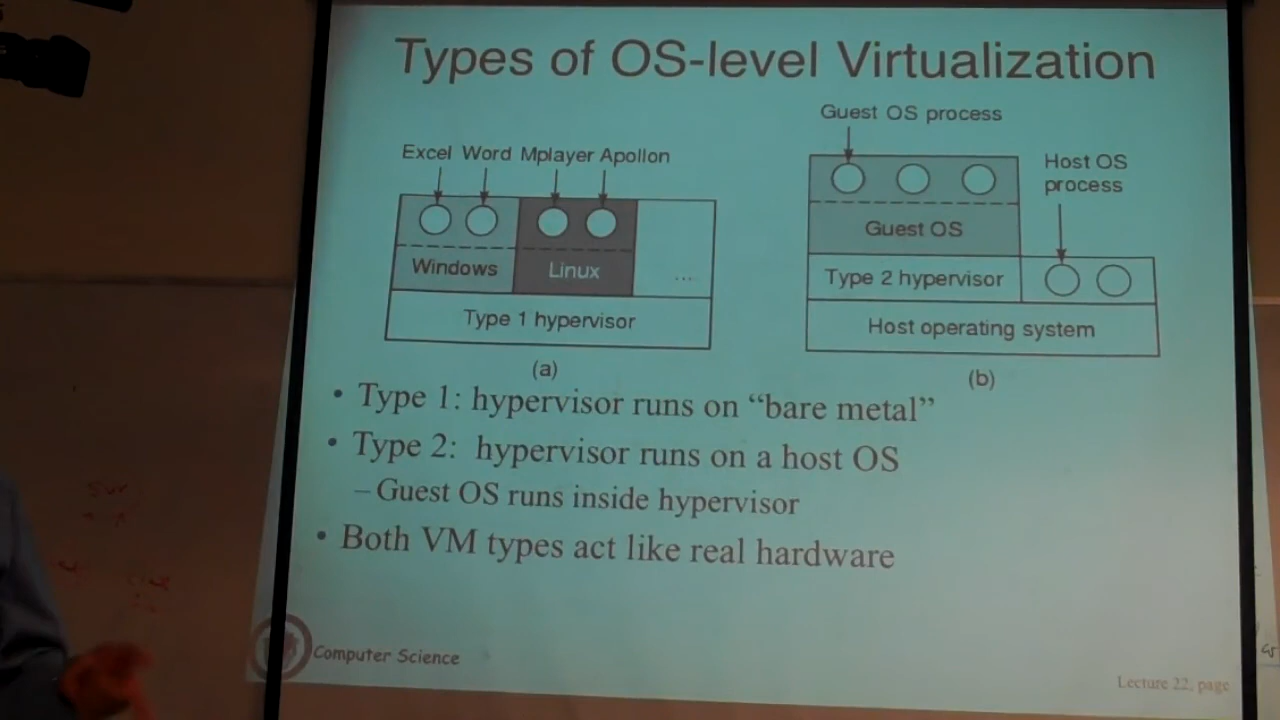 Types of OS-level Virtualization
Guest OS process
Excel Word Mplayer Apollon
Host OS
process
Guest OS
Windows
Linux
....
Type 2 hypervisor
Type 1 hypervisor
Host operating system
(a)
(b)
• Type 1: hypervisor runs on “bare metal”
• Type 2: hypervisor runs on a host OS
– Guest OS runs inside hypervisor
• Both VM types act like real hardware
Computer Science
Lecture 22, page